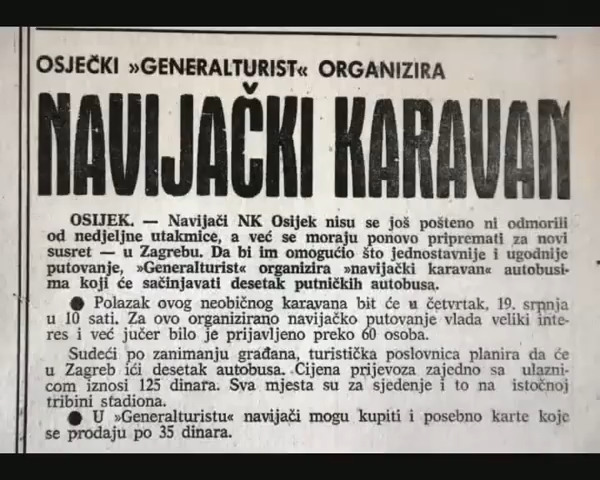 OSJEČKI »GENERALTURIST« ORGANIZIRA
NAVIJAČKI KARAVAN
OSIJEK. — Navijači NK Osijek nisu se još pošteno ni odmorili
od nedjeljne utakmice, a već se moraju ponovo pripremati za novi
susret — u Zagrebu. Da bi im omogućio što jednostavnije i ugodnije
putovanje, »Generalturist« organizira »navijački karavan« autobusi-
ma koji će sačinjavati desetak putničkih autobusa.
● Polazak ovog neobičnog karavana bit će u četvrtak, 19. srpnja
u 10 sati. Za ovo organizirano navijačko putovanje vlada veliki inte-
res i već jučer bilo je prijavljeno preko 60 osoba.
Sudeći po zanimanju građana, turistička poslovnica planira da će
u Zagreb ići desetak autobusa. Cijena prijevoza zajedno sa ulazni-
com iznosi 125 dinara. Sva mjesta su za sjedenje i to na istočnoj
tribini stadiona.
● U »Generalturistu« navijači mogu kupiti i posebno karte koje
se prodaju po 35 dinara.